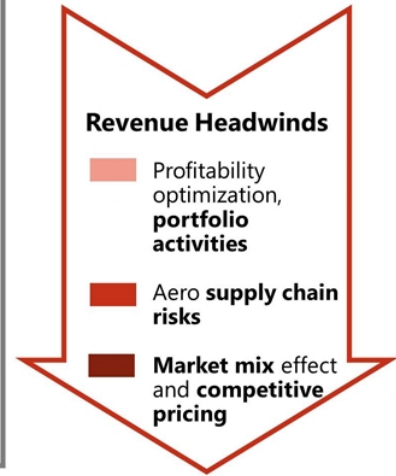 Revenue Headwinds
Profitability
optimization,
portfolio
activities
Aero supply chain
risks
Market mix effect
and competitive
pricing